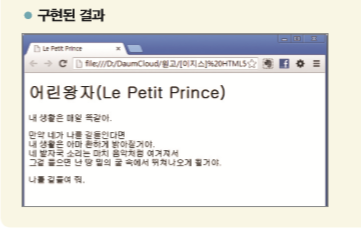 구현된 결과
Le Petit Prince
file:///D:/DaumCloud/원고/[이지스]%20HTML5
어린왕자(Le Petit Prince)
내 생활은 매일 똑같아.
만약 네가 나를 길들인다면
내 생활은 아마 환하게 밝아질거야.
네 발자국 소리는 마치 음악처럼 여겨져서
그걸 들으면 난 땅 밑의 굴 속에서 뛰쳐나오게 될거야.
나를 길들여 줘.